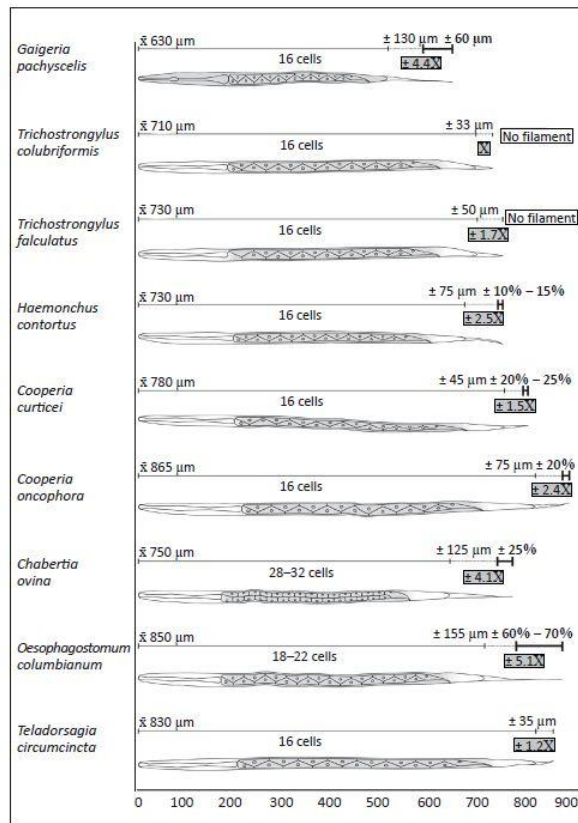 Gaigeria
pachyscelis
x̄ 630 µm
± 130 µm ± 60 µm
16 cells
± 4.4X
Trichostrongylus
colubriformis
x̄ 710 µm
± 33 µm
No filament
16 cells
X
Trichostrongylus
falculatus
x̄ 730 µm
± 50 µm
No filament
16 cells
± 1.7X
Haemonchus
contortus
x̄ 730 µm
± 75 µm ± 10% – 15%
16 cells
± 2.5X
Cooperia
curticei
x̄ 780 µm
± 45 µm ± 20% – 25%
16 cells
± 1.5X
Cooperia
oncophora
x̄ 865 µm
± 75 µm ± 20%
16 cells
± 2.4X
Chabertia
ovina
x̄ 750 µm
± 125 µm ± 25%
28–32 cells
± 4.1X
Oesophagostomum
columbianum
x̄ 850 µm
± 155 µm ± 60% – 70%
18–22 cells
± 5.1X
Teladorsagia
circumcincta
x̄ 830 µm
± 35 µm
16 cells
± 1.2X
0 100 200 300 400 500 600 700 800 900